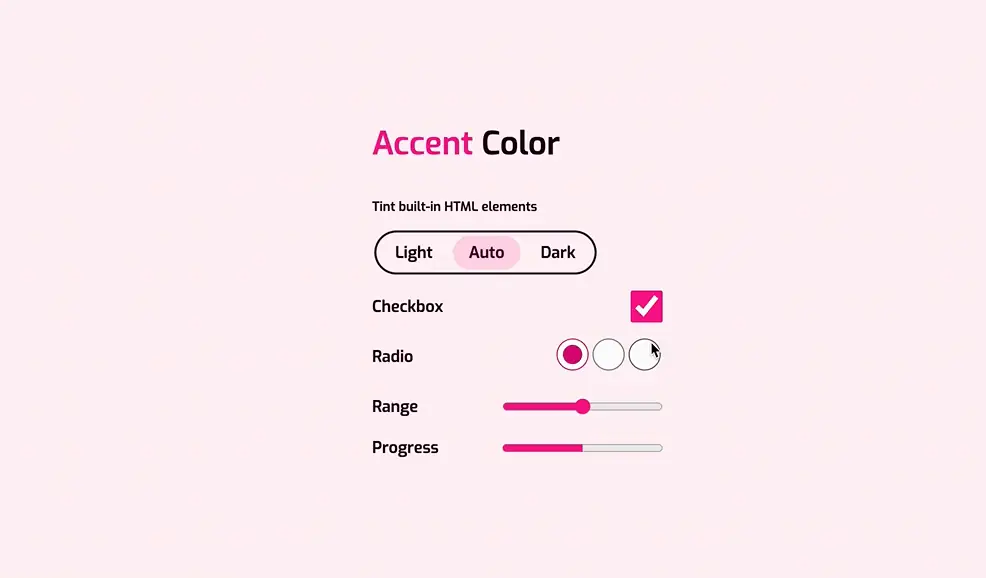 Accent Color
Tint built-in HTML elements
Light Auto Dark
Checkbox
Radio
Range
Progress